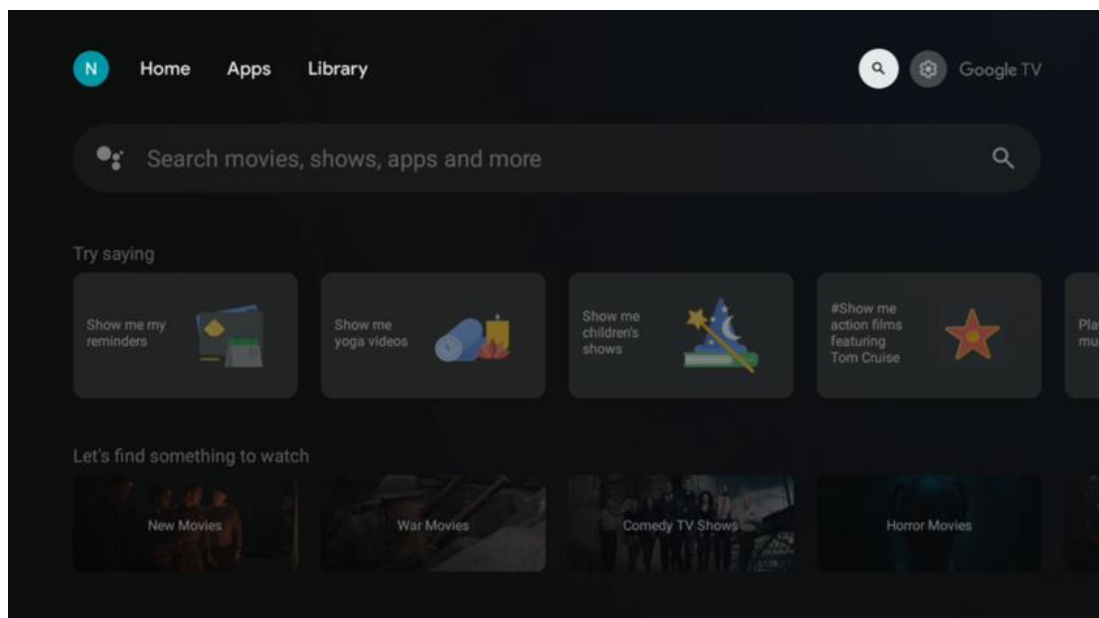 N
Home
Apps
Library
Google TV
Search movies, shows, apps and more
Try saying
Show me my
reminders
Show me
yoga videos
Show me
children's
shows
#Show me
action films
featuring
Tom Cruise
Let's find something to watch
New Movies
War Movies
Comedy TV Shows
Horror Movies